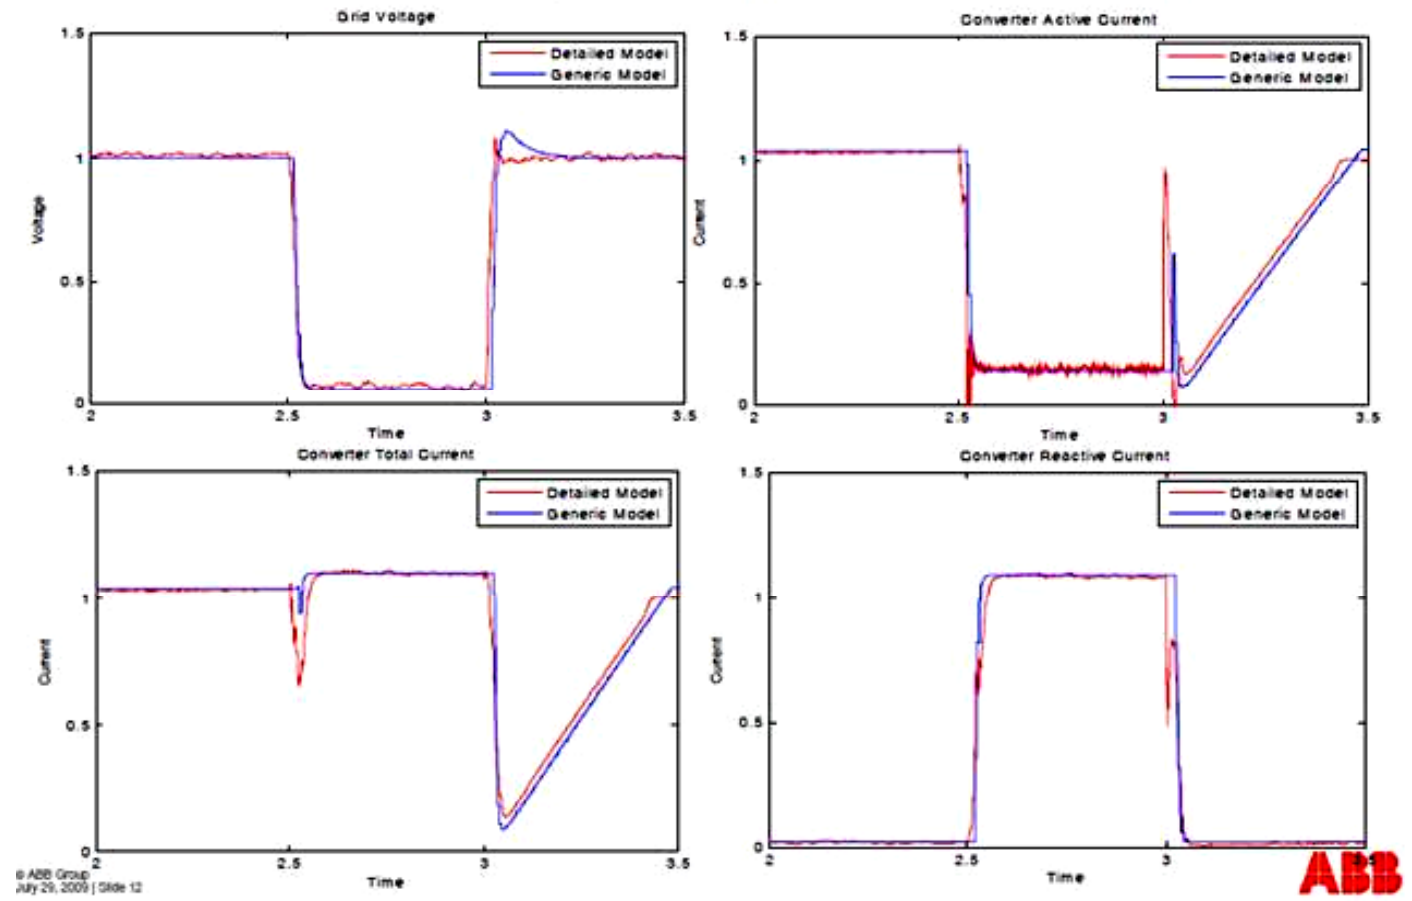 Grid Voltage
1.5
1
0.5
0
2
2.5
3
3.5
Voltage
Time
Detailed Model
Generic Model
Converter Active Current
1.5
1
0.5
0
2
2.5
3
3.5
Current
Time
Detailed Model
Generic Model
Converter Total Current
1.5
1
0.5
0
2
2.5
3
3.5
Current
Time
Detailed Model
Generic Model
Converter Reactive Current
1.5
1
0.5
0
2
2.5
3
Current
Time
Detailed Model
Generic Model
© ABB Group
July 29, 2009 | Slide 12
ABB